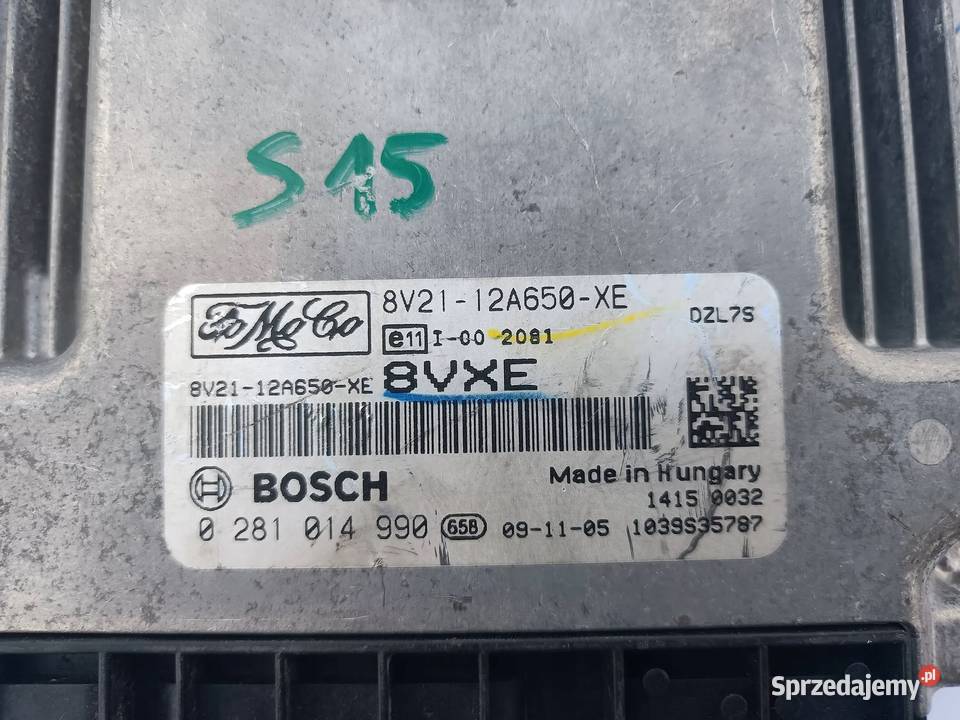 S15
FoMoCo 8V21-12A650-XE DZL7S
e11 I-00 2081
8V21-12A650-XE 8VXE
Made in Hungary
BOSCH 1415 0032
0 281 014 990 65B 09-11-05 1039S35787
Sprzedajemy.pl